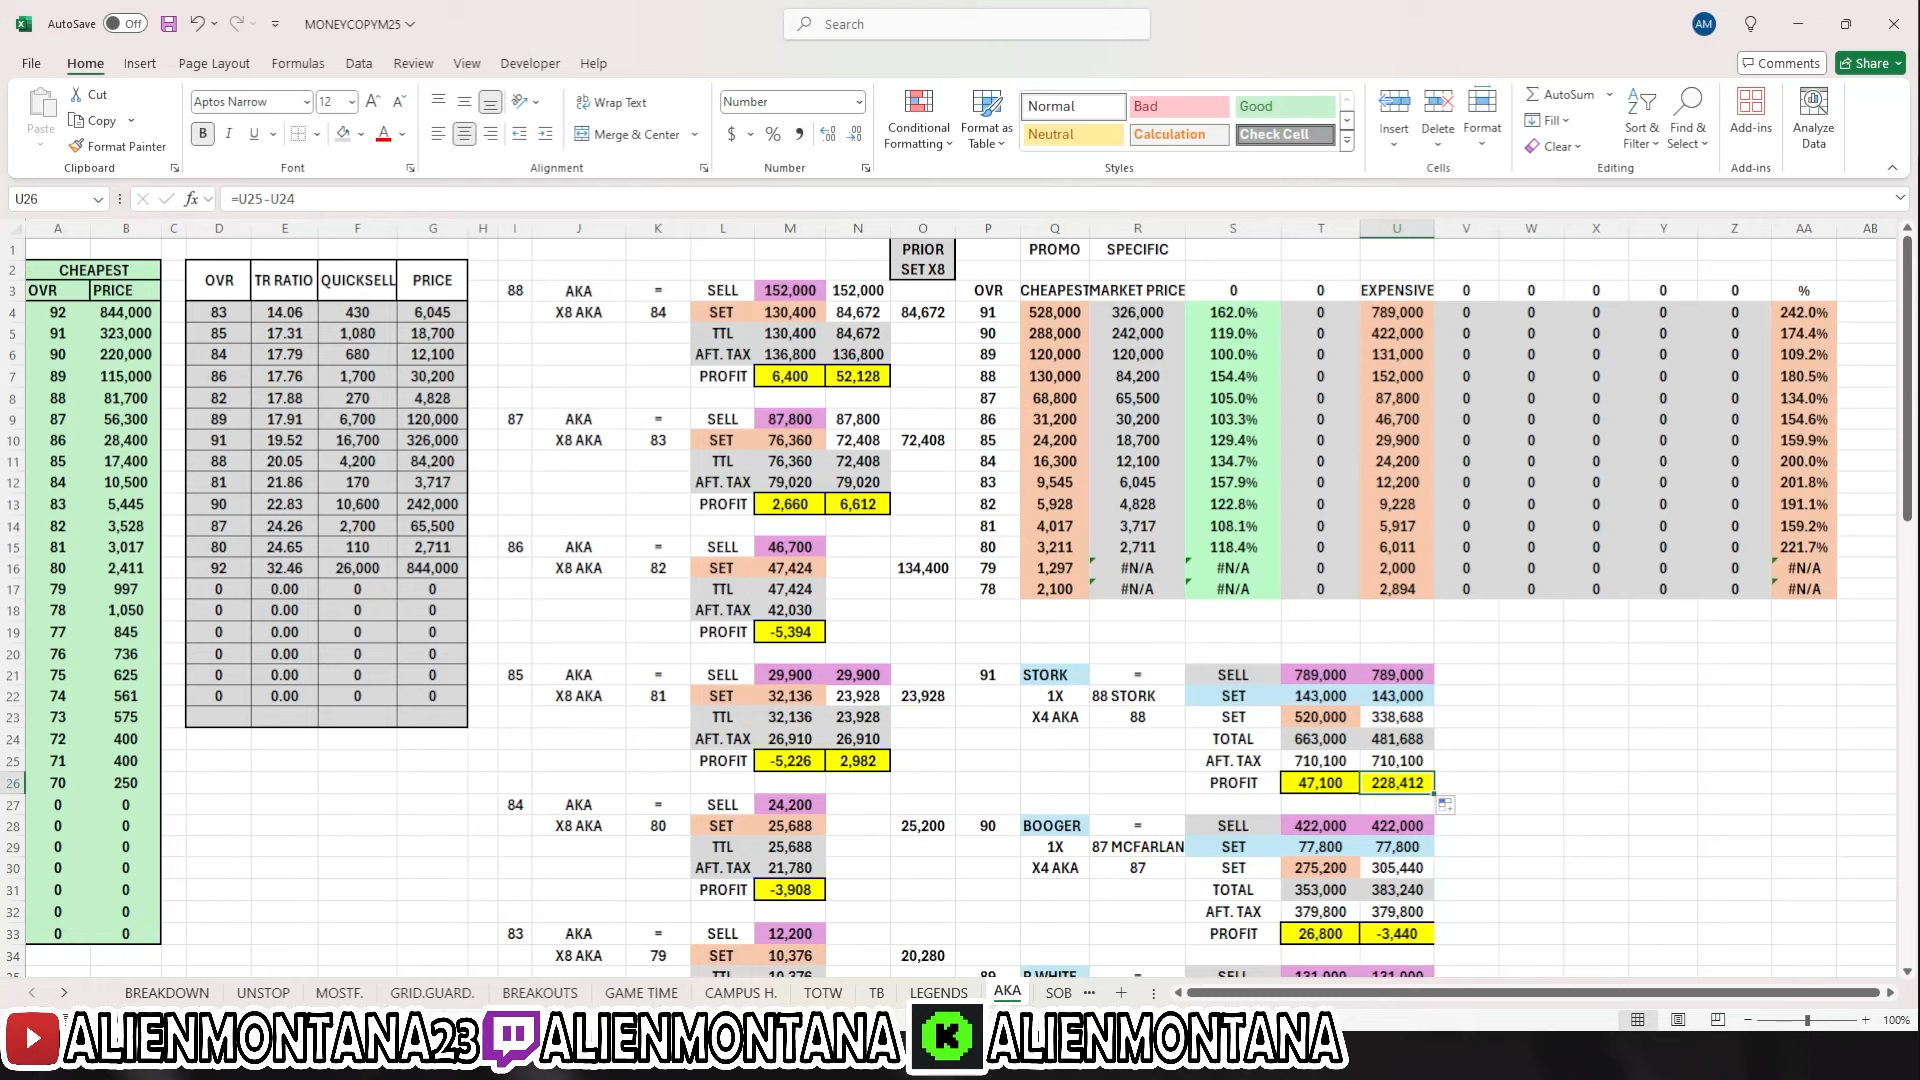 AutoSave Off MONEYCOPYM25 Search AM
File Home Insert Page Layout Formulas Data Review View Developer Help Comments Share
Paste Cut Copy Format Painter Clipboard
Aptos Narrow 12 B I U Font
Wrap Text Merge & Center Alignment
Number $ % Number
Conditional Formatting Format as Table Normal Bad Good Neutral Calculation Check Cell Styles
Insert Delete Format Cells
AutoSum Fill Clear Sort & Filter Find & Select Editing
Add-ins Add-ins Analyze Data
U26 fx =U25-U24
A B C D E F G H I J K L M N O P Q R S T U V W X Y Z AA AB
1 PRIOR PROMO SPECIFIC
2 CHEAPEST OVR TR RATIO QUICKSELL PRICE SET X8
3 OVR PRICE 88 AKA = SELL 152,000 152,000 OVR CHEAPEST MARKET PRICE 0 0 EXPENSIVE 0 0 0 0 0 %
4 92 844,000 83 14.06 430 6,045 X8 AKA 84 SET 130,400 84,672 84,672 91 528,000 326,000 162.0% 0 789,000 0 0 0 0 0 242.0%
5 91 323,000 85 17.31 1,080 18,700 TTL 130,400 84,672 90 288,000 242,000 119.0% 0 422,000 0 0 0 0 0 174.4%
6 90 220,000 84 17.79 680 12,100 AFT. TAX 136,800 136,800 89 120,000 120,000 100.0% 0 131,000 0 0 0 0 0 109.2%
7 89 115,000 86 17.76 1,700 30,200 PROFIT 6,400 52,128 88 130,000 84,200 154.4% 0 152,000 0 0 0 0 0 180.5%
8 88 81,700 82 17.88 270 4,828 87 68,800 65,500 105.0% 0 87,800 0 0 0 0 0 134.0%
9 87 56,300 89 17.91 6,700 120,000 87 AKA = SELL 87,800 87,800 86 31,200 30,200 103.3% 0 46,700 0 0 0 0 0 154.6%
10 86 28,400 91 19.52 16,700 326,000 X8 AKA 83 SET 76,360 72,408 72,408 85 24,200 18,700 129.4% 0 29,900 0 0 0 0 0 159.9%
11 85 17,400 88 20.05 4,200 84,200 TTL 76,360 72,408 84 16,300 12,100 134.7% 0 24,200 0 0 0 0 0 200.0%
12 84 10,500 81 21.86 170 3,717 AFT. TAX 79,020 79,020 83 9,545 6,045 157.9% 0 12,200 0 0 0 0 0 201.8%
13 83 5,445 90 22.83 10,600 242,000 PROFIT 2,660 6,612 82 5,928 4,828 122.8% 0 9,228 0 0 0 0 0 191.1%
14 82 3,528 87 24.26 2,700 65,500 81 4,017 3,717 108.1% 0 5,917 0 0 0 0 0 159.2%
15 81 3,017 80 24.65 110 2,711 86 AKA = SELL 46,700 80 3,211 2,711 118.4% 0 6,011 0 0 0 0 0 221.7%
16 80 2,411 92 32.46 26,000 844,000 X8 AKA 82 SET 47,424 134,400 79 1,297 #N/A #N/A 0 2,000 0 0 0 0 0 #N/A
17 79 997 0 0.00 0 0 TTL 47,424 78 2,100 #N/A #N/A 0 2,894 0 0 0 0 0 #N/A
18 78 1,050 0 0.00 0 0 AFT. TAX 42,030
19 77 845 0 0.00 0 0 PROFIT -5,394
20 76 736 0 0.00 0 0
21 75 625 0 0.00 0 0 85 AKA = SELL 29,900 29,900 91 STORK = SELL 789,000 789,000
22 74 561 0 0.00 0 0 X8 AKA 81 SET 32,136 23,928 23,928 1X 88 STORK SET 143,000 143,000
23 73 575 TTL 32,136 23,928 X4 AKA 88 SET 520,000 338,688
24 72 400 AFT. TAX 26,910 26,910 TOTAL 663,000 481,688
25 71 400 PROFIT -5,226 2,982 AFT. TAX 710,100 710,100
26 70 250 PROFIT 47,100 228,412
27 0 0 84 AKA = SELL 24,200
28 0 0 X8 AKA 80 SET 25,688 25,200 90 BOOGER = SELL 422,000 422,000
29 0 0 TTL 25,688 1X 87 MCFARLAN SET 77,800 77,800
30 0 0 AFT. TAX 21,780 X4 AKA 87 SET 275,200 305,440
31 0 0 PROFIT -3,908 TOTAL 353,000 383,240
32 0 0 AFT. TAX 379,800 379,800
33 0 0 83 AKA = SELL 12,200 PROFIT 26,800 -3,440
34 X8 AKA 79 SET 10,376 20,280
TTL 10,376 89 P.WHITE = SELL 131,000 131,000
BREAKDOWN UNSTOP MOSTF. GRID.GUARD. BREAKOUTS GAME TIME CAMPUS H. TOTW TB LEGENDS AKA SOB ...
100%
ALIENMONTANA23 ALIENMONTANA K ALIENMONTANA